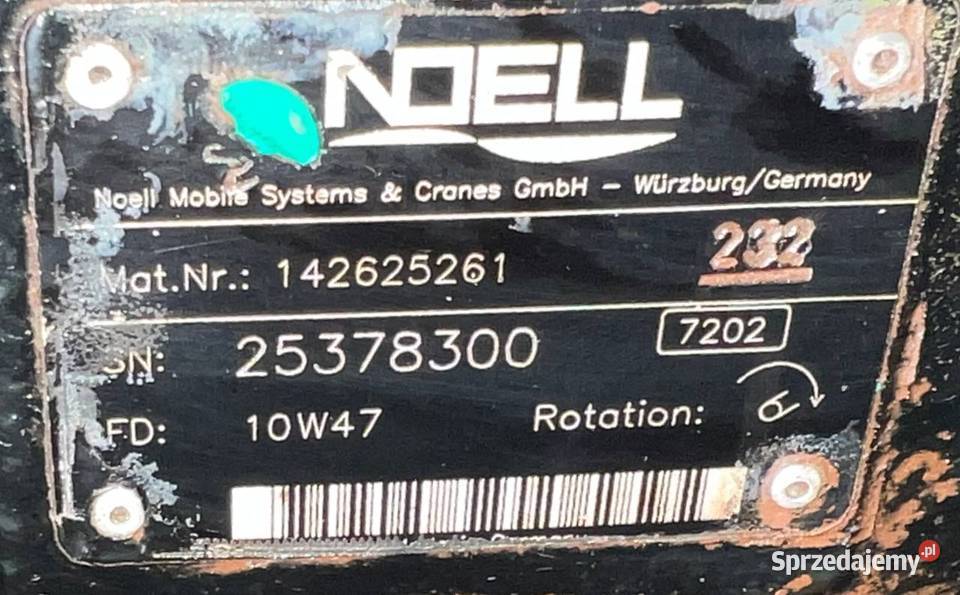 NOELL
Noell Mobile Systems & Cranes GmbH – Würzburg/Germany
Mat.Nr.: 142625261 232
SN: 25378300 7202
FD: 10W47 Rotation:
Germany
Sprzedajemy.pl